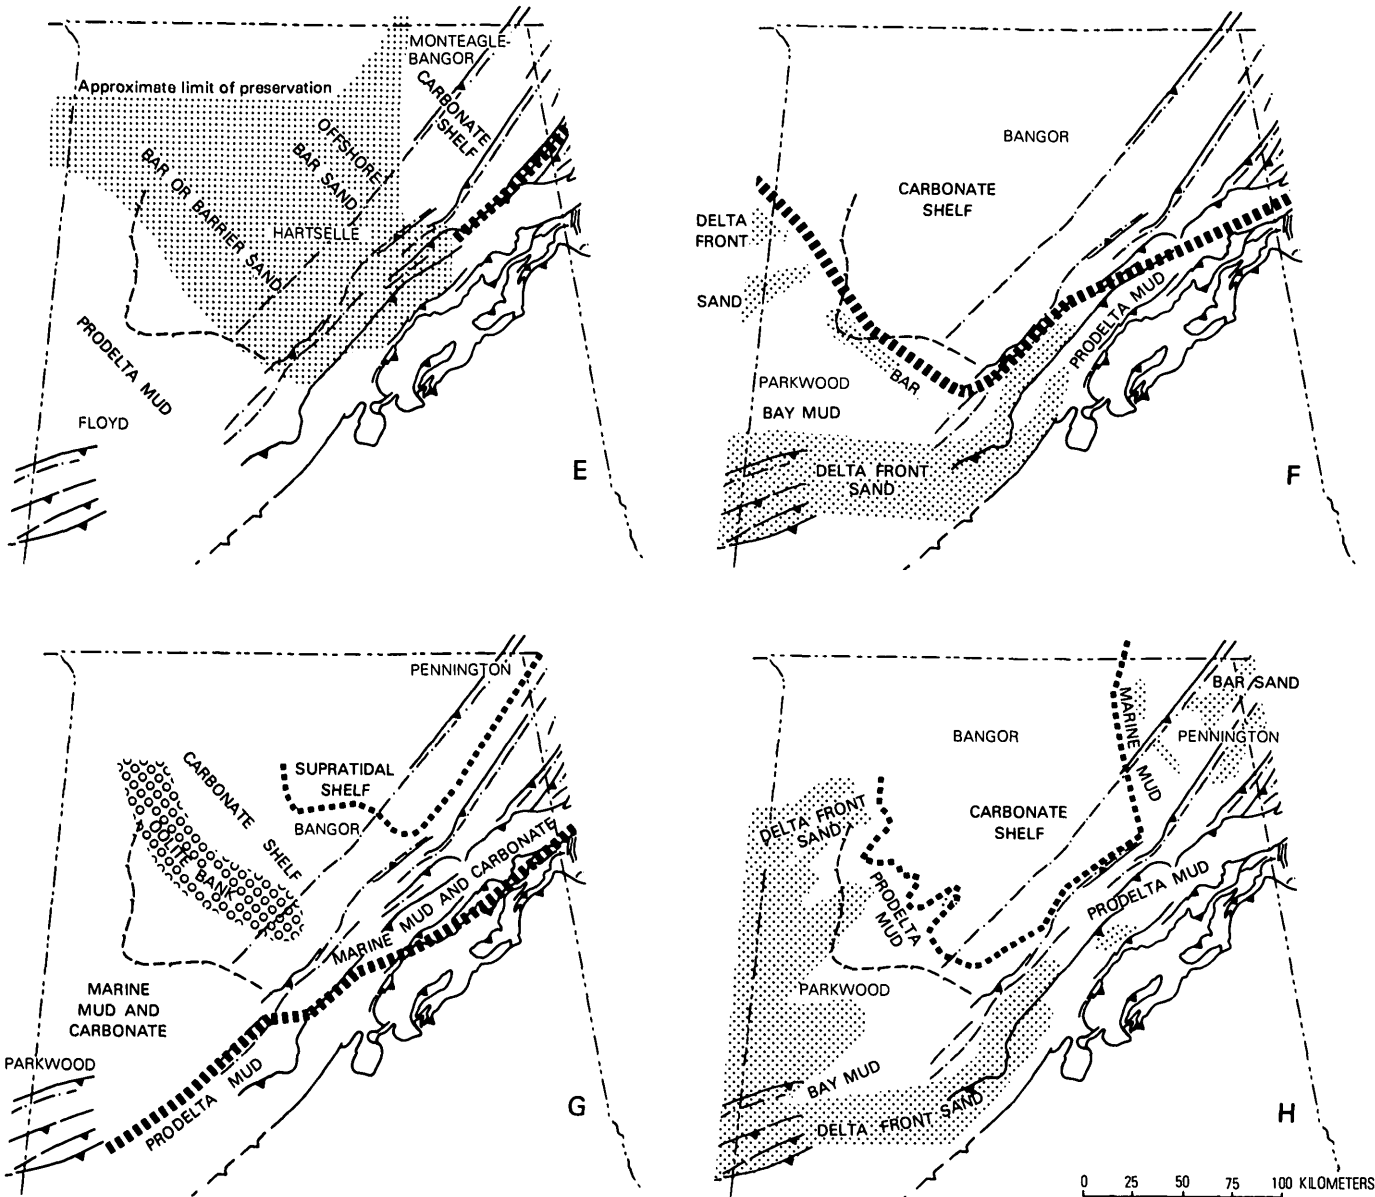 MONTEAGLE-
BANGOR
Approximate limit of preservation
CARBONATE
SHELF
OFFSHORE
BAR SAND
BAR OR BARRIER SAND
HARTSELLE
PRODELTA MUD
FLOYD
E
BANGOR
CARBONATE
SHELF
DELTA
FRONT
SAND
PRODELTA MUD
BAR
PARKWOOD
BAY MUD
DELTA FRONT
SAND
F
PENNINGTON
CARBONATE SHELF
SUPRATIDAL
SHELF
BANGOR
OOLITE
BANK
MARINE MUD AND CARBONATE
MARINE
MUD AND
CARBONATE
PARKWOOD
PRODELTA MUD
G
BAR SAND
MARINE MUD
PENNINGTON
BANGOR
CARBONATE
SHELF
DELTA FRONT
SAND
PRODELTA
MUD
PRODELTA MUD
PARKWOOD
BAY MUD
DELTA FRONT SAND
H
0 25 50 75 100 KILOMETERS